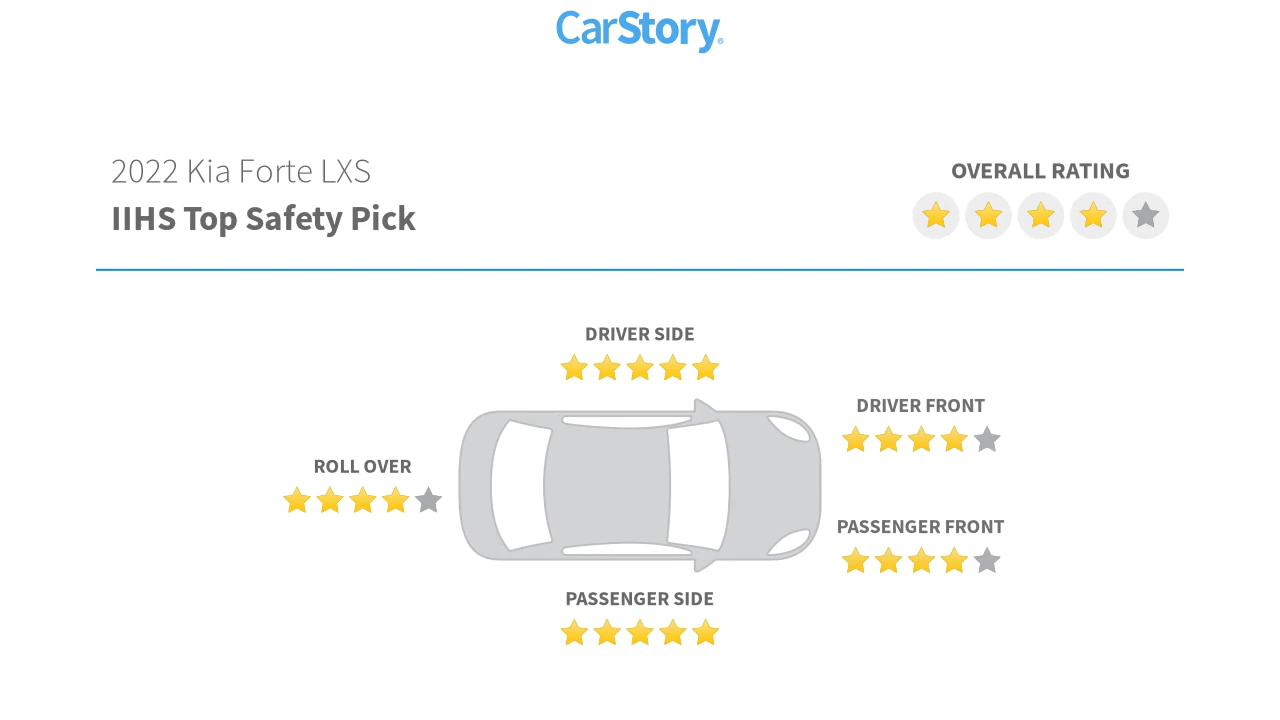 CarStory®
2022 Kia Forte LXS
IIHS Top Safety Pick
OVERALL RATING
DRIVER SIDE
DRIVER FRONT
ROLL OVER
PASSENGER FRONT
PASSENGER SIDE